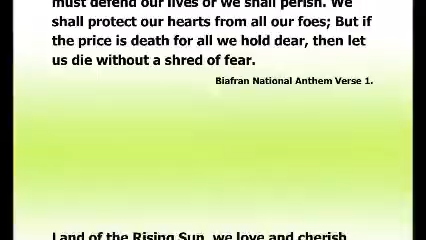 must defend our lives or we shall perish. We
shall protect our hearts from all our foes; But if
the price is death for all we hold dear, then let
us die without a shred of fear.
Biafran National Anthem Verse 1.
Land of the Rising Sun, we love and cherish